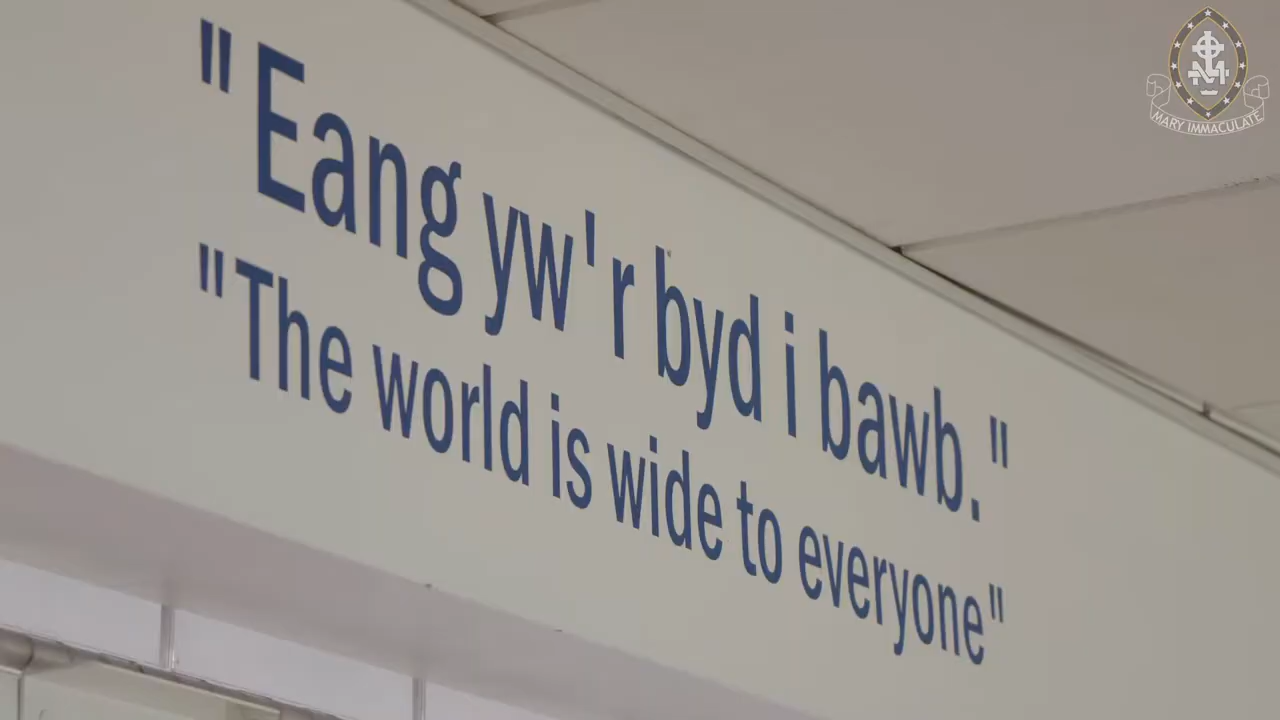 "Eang yw'r byd i bawb."
"The world is wide to everyone"
MARY IMMACULATE